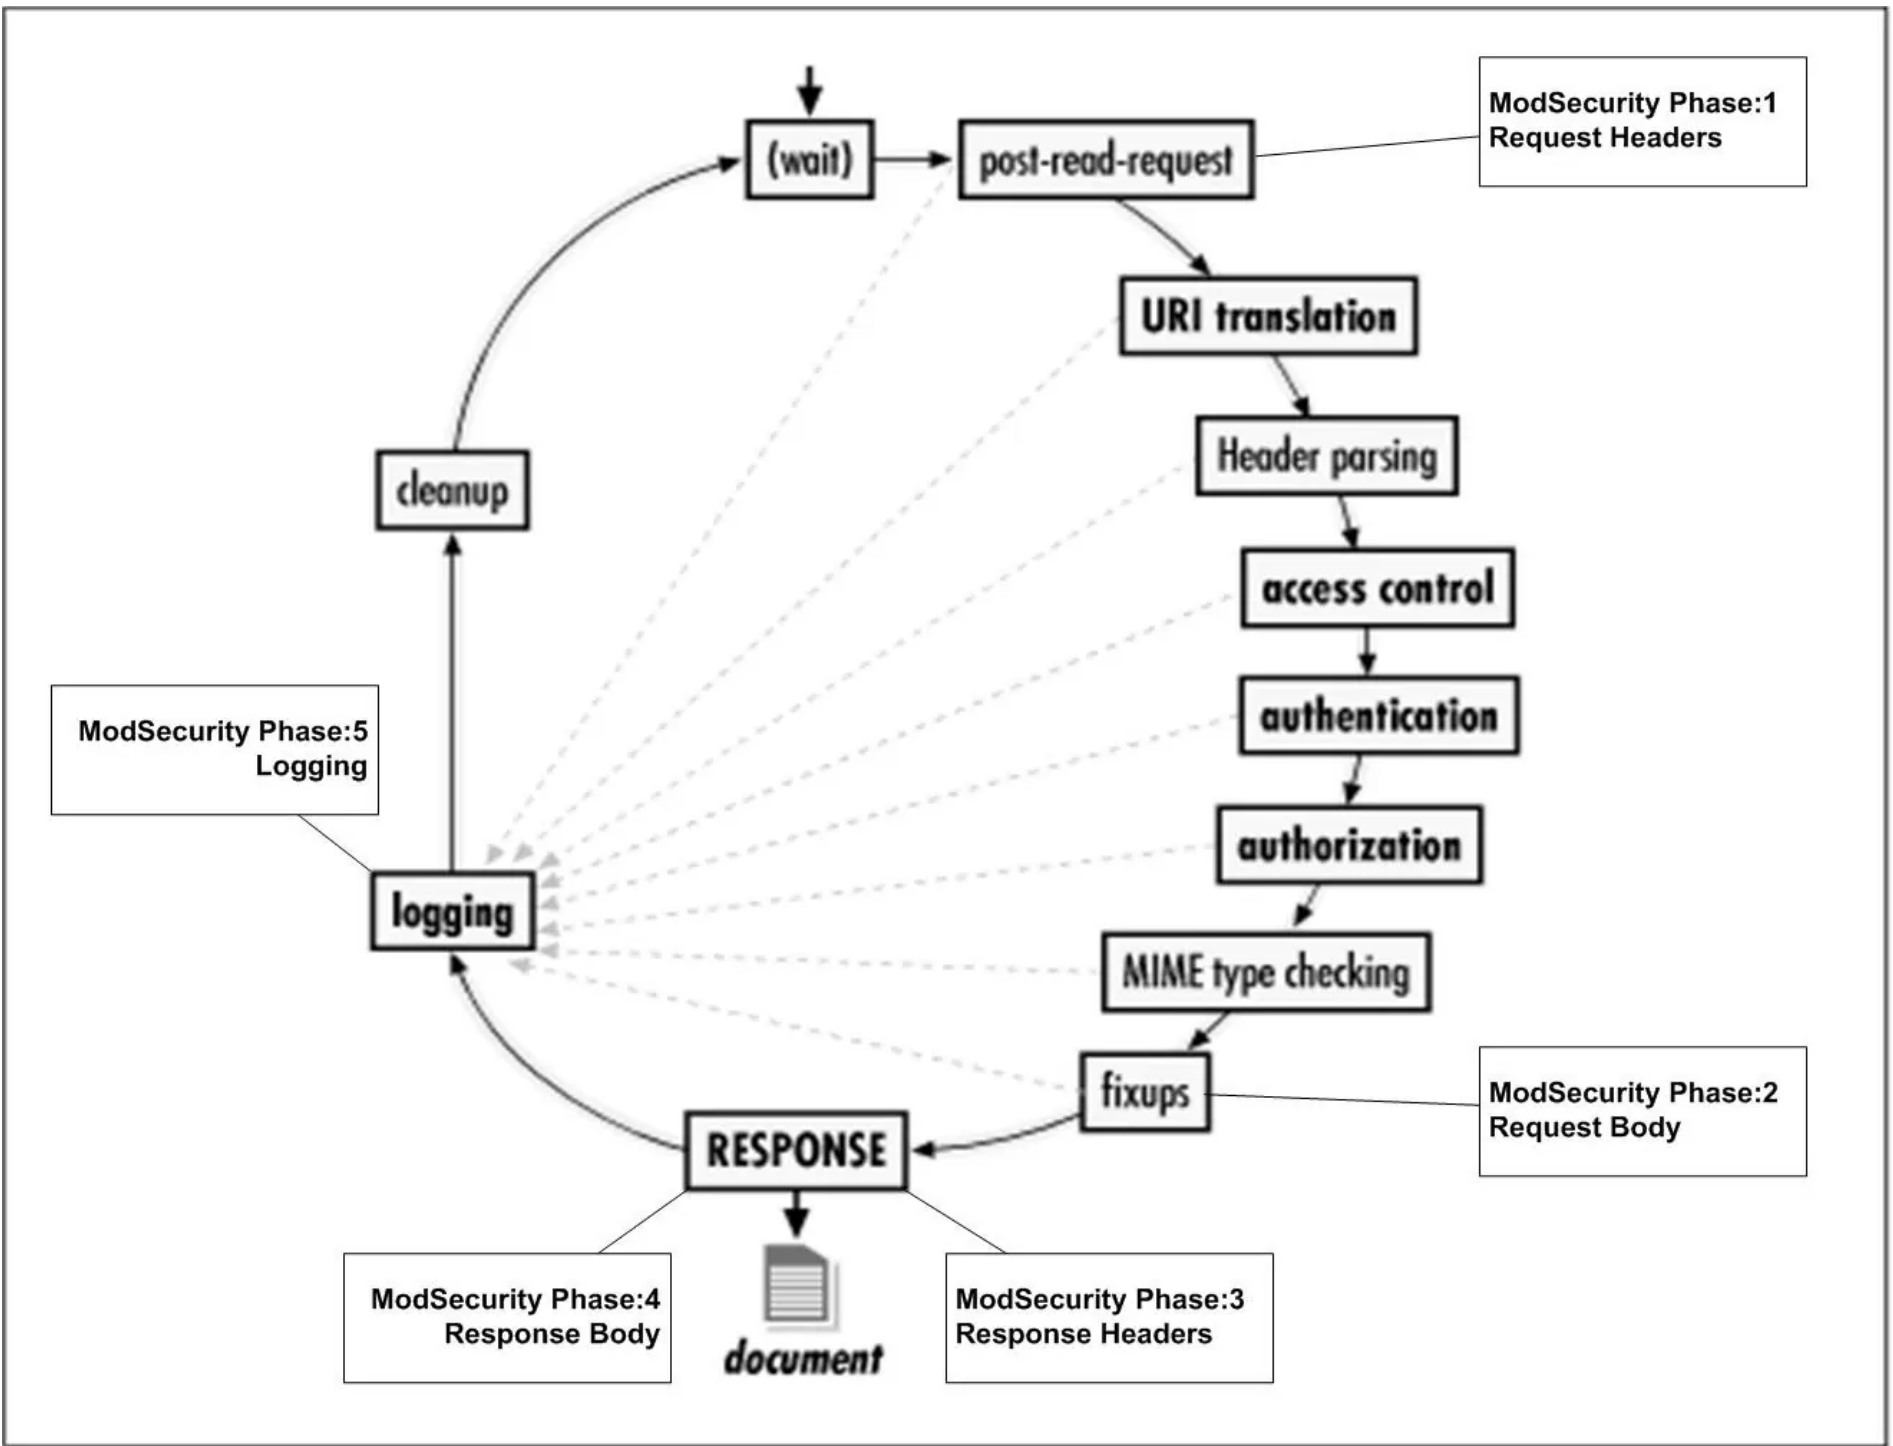 ModSecurity Phase:1
Request Headers
(wait)
post-read-request
URI translation
Header parsing
cleanup
access control
authentication
ModSecurity Phase:5
Logging
authorization
logging
MIME type checking
fixups
ModSecurity Phase:2
Request Body
RESPONSE
ModSecurity Phase:4
Response Body
ModSecurity Phase:3
Response Headers
document